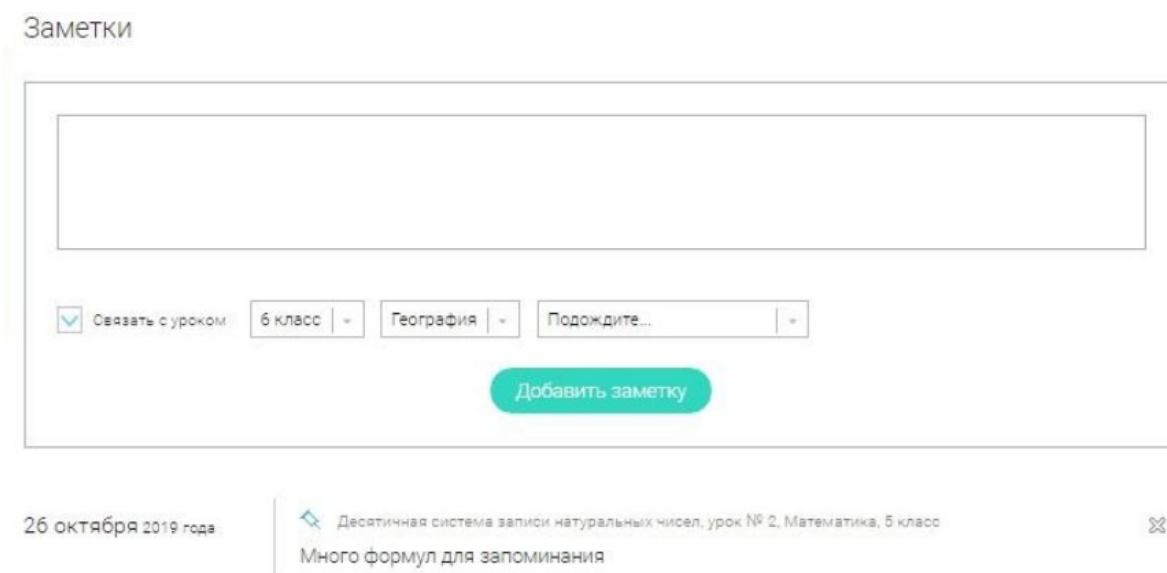 Заметки
Связать с уроком 6 класс География Подождите...
Добавить заметку
26 октября 2019 года Десятичная система записи натуральных чисел, урок № 2, Математика, 5 класс
Много формул для запоминания